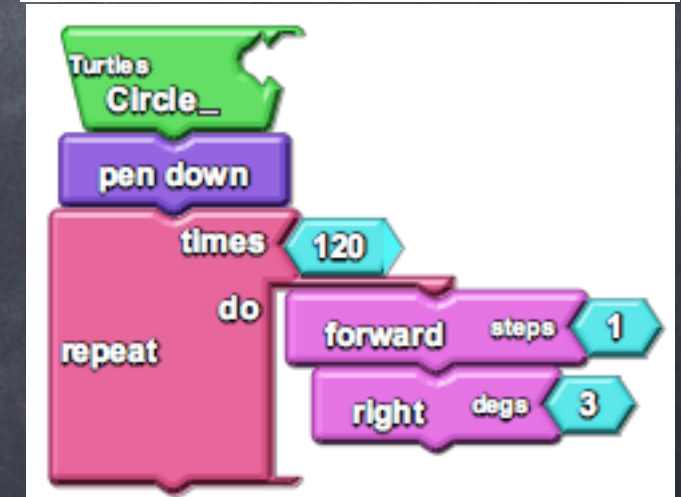 Turtles
Circle_
pen down
times 120
do
repeat
forward steps 1
right degs 3